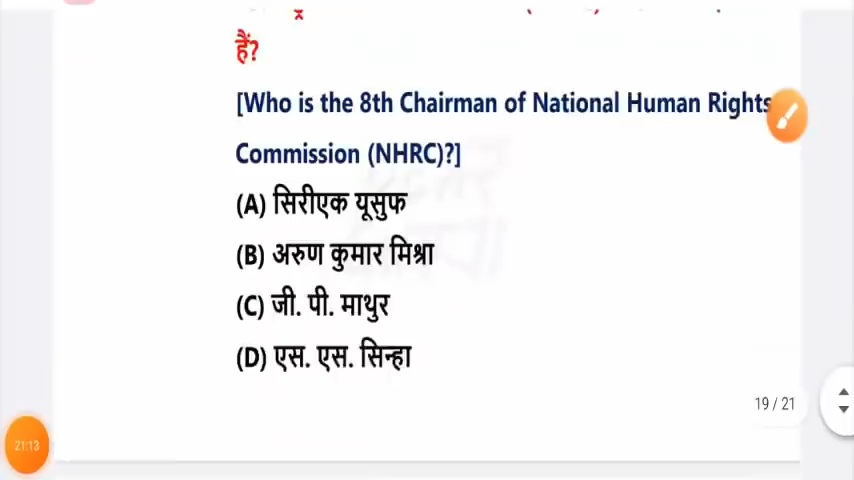 हैं?
[Who is the 8th Chairman of National Human Rights
Commission (NHRC)?]
(A) सिरीएक यूसुफ
(B) अरुण कुमार मिश्रा
(C) जी. पी. माथुर
(D) एस. एस. सिन्हा
19 / 21
21:13